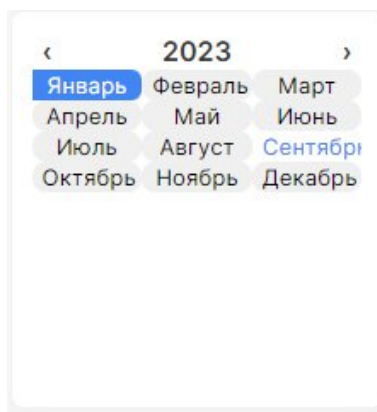 ‹ 2023 ›
Январь Февраль Март
Апрель Май Июнь
Июль Август Сентябр
Октябрь Ноябрь Декабрь